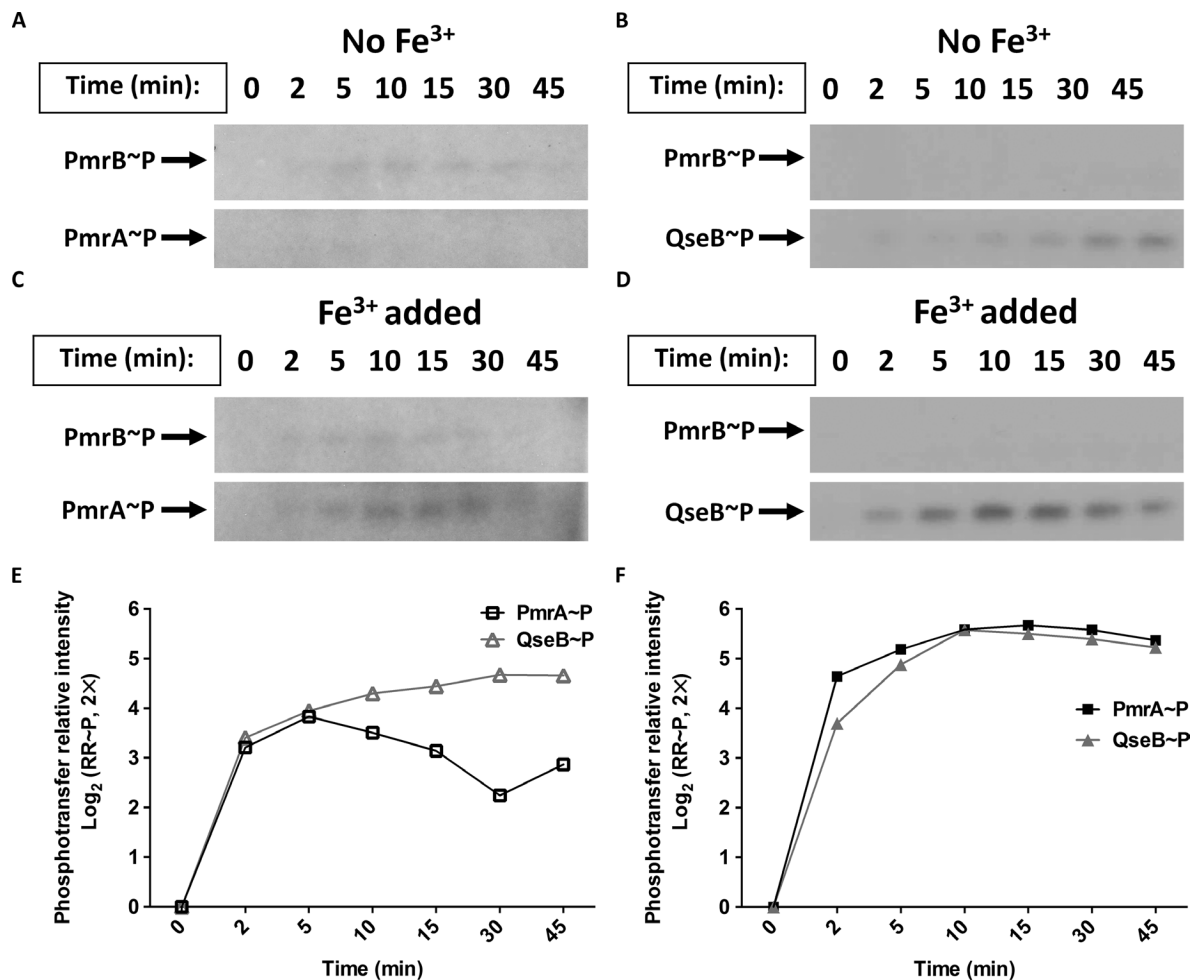 A
No Fe³⁺
Time (min): 0 2 5 10 15 30 45
PmrB~P
PmrA~P
B
No Fe³⁺
Time (min): 0 2 5 10 15 30 45
PmrB~P
QseB~P
C
Fe³⁺ added
Time (min): 0 2 5 10 15 30 45
PmrB~P
PmrA~P
D
Fe³⁺ added
Time (min): 0 2 5 10 15 30 45
PmrB~P
QseB~P
E
Phosphotransfer relative intensity
Log₂ (RR~P, 2×)
6
5
4
3
2
1
0
PmrA~P
QseB~P
0 2 5 10 15 30 45
Time (min)
F
Phosphotransfer relative intensity
Log₂ (RR~P, 2×)
6
5
4
3
2
1
0
PmrA~P
QseB~P
0 2 5 10 15 30 45
Time (min)